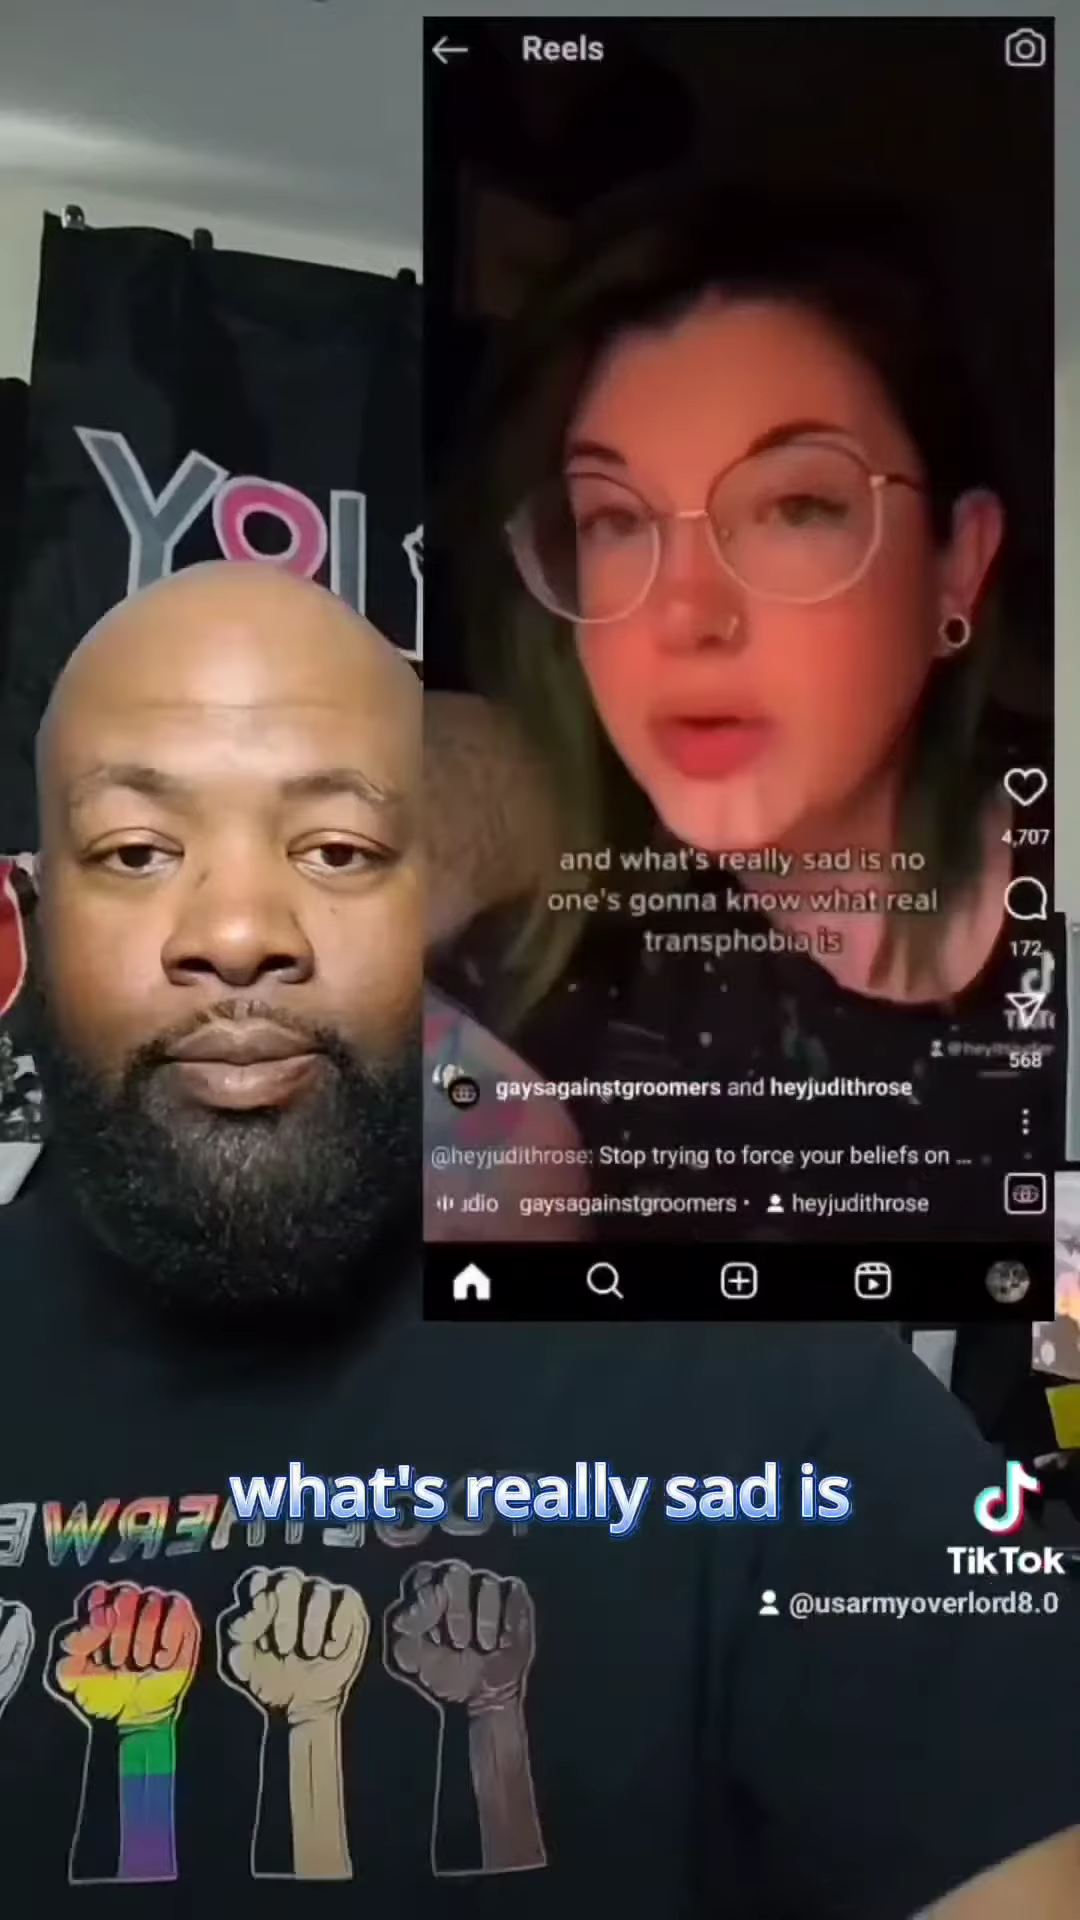 Reels
YOU
and what's really sad is no
one's gonna know what real
transphobia is
4,707
172
568
gaysagainstgroomers and heyjudithrose
@heyjudithrose: Stop trying to force your beliefs on ...
udio gaysagainstgroomers • heyjudithrose
what's really sad is
TikTok
@usarmyoverlord8.0